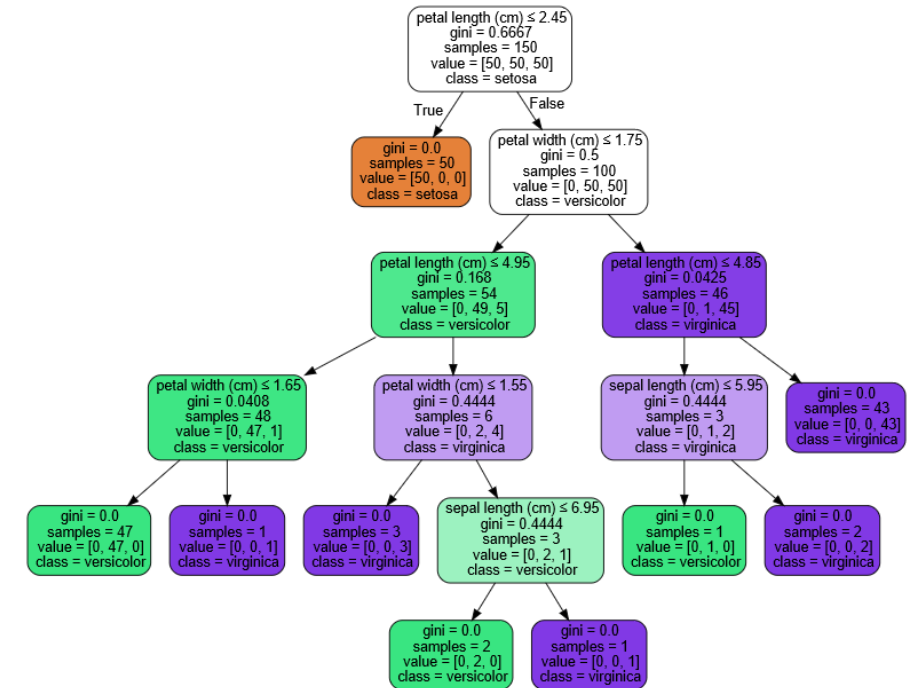 petal length (cm) ≤ 2.45
gini = 0.6667
samples = 150
value = [50, 50, 50]
class = setosa
True
False
gini = 0.0
samples = 50
value = [50, 0, 0]
class = setosa
petal width (cm) ≤ 1.75
gini = 0.5
samples = 100
value = [0, 50, 50]
class = versicolor
petal length (cm) ≤ 4.95
gini = 0.168
samples = 54
value = [0, 49, 5]
class = versicolor
petal length (cm) ≤ 4.85
gini = 0.0425
samples = 46
value = [0, 1, 45]
class = virginica
petal width (cm) ≤ 1.65
gini = 0.0408
samples = 48
value = [0, 47, 1]
class = versicolor
petal width (cm) ≤ 1.55
gini = 0.4444
samples = 6
value = [0, 2, 4]
class = virginica
sepal length (cm) ≤ 5.95
gini = 0.4444
samples = 3
value = [0, 1, 2]
class = virginica
gini = 0.0
samples = 43
value = [0, 0, 43]
class = virginica
gini = 0.0
samples = 47
value = [0, 47, 0]
class = versicolor
gini = 0.0
samples = 1
value = [0, 0, 1]
class = virginica
gini = 0.0
samples = 3
value = [0, 0, 3]
class = virginica
sepal length (cm) ≤ 6.95
gini = 0.4444
samples = 3
value = [0, 2, 1]
class = versicolor
gini = 0.0
samples = 1
value = [0, 1, 0]
class = versicolor
gini = 0.0
samples = 2
value = [0, 0, 2]
class = virginica
gini = 0.0
samples = 2
value = [0, 2, 0]
class = versicolor
gini = 0.0
samples = 1
value = [0, 0, 1]
class = virginica